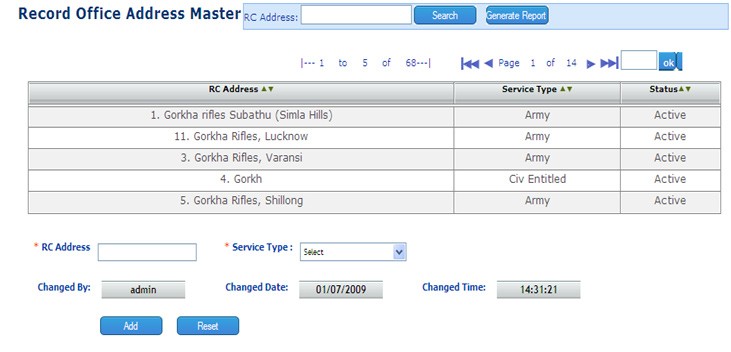 Record Office Address Master RC Address: Search Generate Report
|--- 1 to 5 of 68---| Page 1 of 14 ok
RC Address Service Type Status
1. Gorkha rifles Subathu (Simla Hills) Army Active
11. Gorkha Rifles, Lucknow Army Active
3. Gorkha Rifles, Varansi Army Active
4. Gorkh Civ Entitled Active
5. Gorkha Rifles, Shillong Army Active
* RC Address * Service Type : Select
Changed By: admin Changed Date: 01/07/2009 Changed Time: 14:31:21
Add Reset